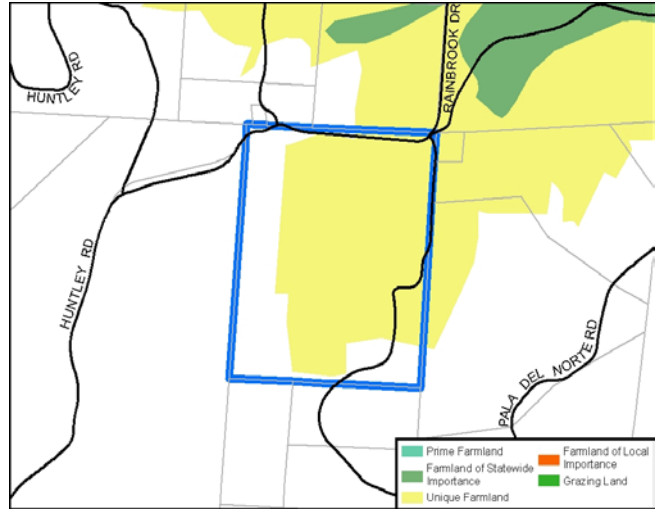 HUNTLEY RD
RAINBROOK DR
HUNTLEY RD
PALA DEL NORTE RD
Prime Farmland
Farmland of Statewide
Importance
Unique Farmland
Farmland of Local
Importance
Grazing Land